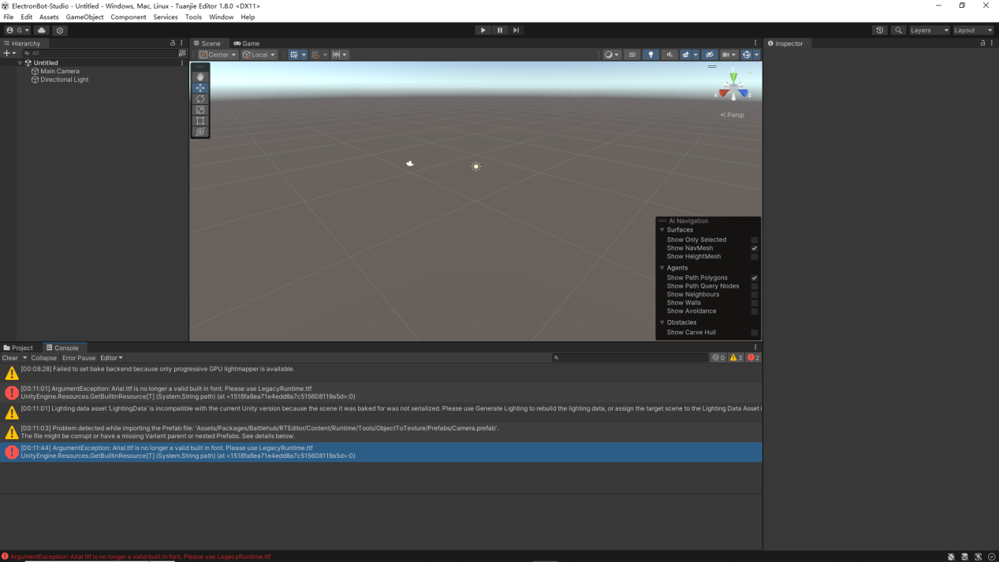 ElectronBot-Studio - Untitled - Windows, Mac, Linux - Tuanjie Editor 1.8.0 <DX11>
File Edit Assets GameObject Component Services Tools Window Help
G Layers Layout
Hierarchy
All
Untitled
Main Camera
Directional Light
Scene Game
Center Local 2D
Persp
AI Navigation
Surfaces
Show Only Selected
Show NavMesh
Show HeightMesh
Agents
Show Path Polygons
Show Path Query Nodes
Show Neighbours
Show Walls
Show Avoidance
Obstacles
Show Carve Hull
Inspector
Project Console
Clear Collapse Error Pause Editor 0 3 2
[00:08:28] Failed to set bake backend because only progressive GPU lightmapper is available.
[00:11:01] ArgumentException: Arial.ttf is no longer a valid built in font. Please use LegacyRuntime.ttf
UnityEngine.Resources.GetBuiltinResource[T] (System.String path) (at <1518fa8ea71e4edd8a7c515608119a5d>:0)
[00:11:01] Lighting data asset 'LightingData' is incompatible with the current Unity version because the scene it was baked for was not serialized. Please use Generate Lighting to rebuild the lighting data, or assign the target scene to the Lighting Data Asset i
[00:11:03] Problem detected while importing the Prefab file: 'Assets/Packages/Battlehub/RTEditor/Content/Runtime/Tools/ObjectToTexture/Prefabs/Camera.prefab'.
The file might be corrupt or have a missing Variant parent or nested Prefabs. See details below.
[00:11:44] ArgumentException: Arial.ttf is no longer a valid built in font. Please use LegacyRuntime.ttf
UnityEngine.Resources.GetBuiltinResource[T] (System.String path) (at <1518fa8ea71e4edd8a7c515608119a5d>:0)
ArgumentException: Arial.ttf is no longer a valid built in font. Please use LegacyRuntime.ttf